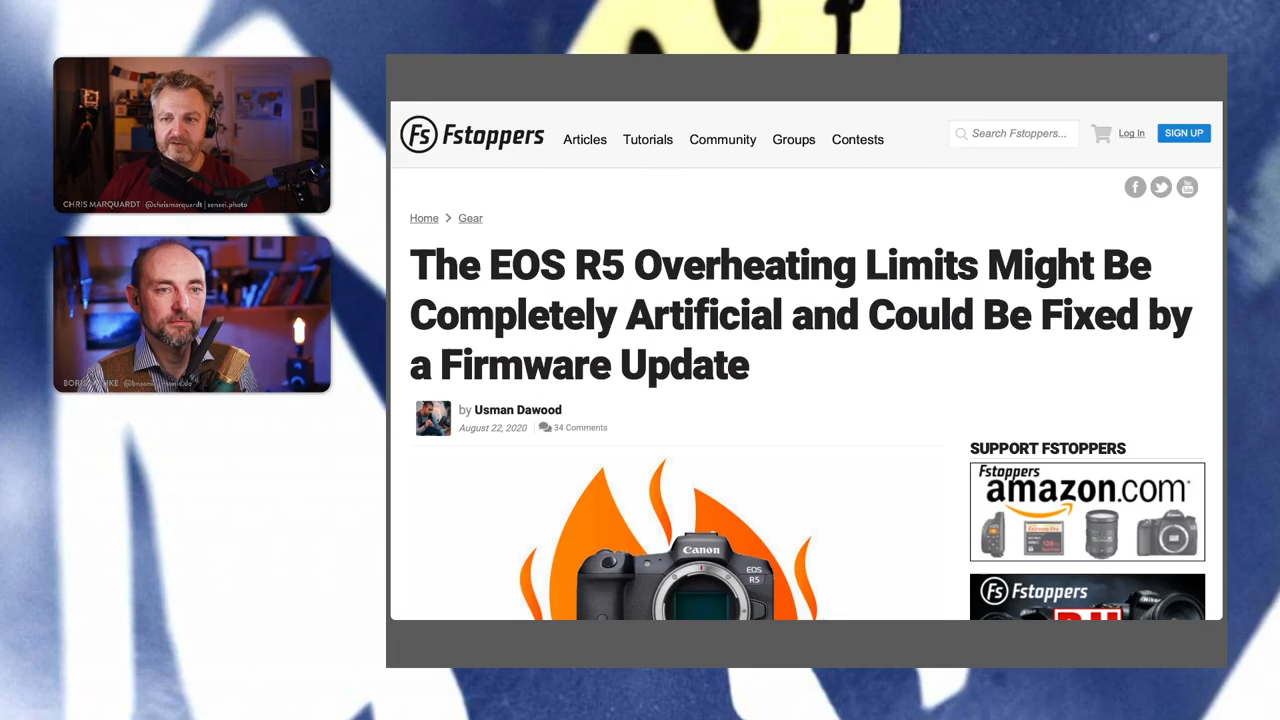 CHRIS MARQUARDT @chrismarquardt | sensei.photo
Fs Fstoppers
Articles
Tutorials
Community
Groups
Contests
Search Fstoppers...
Log In
SIGN UP
Home
Gear
The EOS R5 Overheating Limits Might Be
Completely Artificial and Could Be Fixed by
a Firmware Update
by Usman Dawood
August 22, 2020
34 Comments
Canon
EOS
R5
SUPPORT FSTOPPERS
Fstoppers
amazon.com
Fs Fstoppers